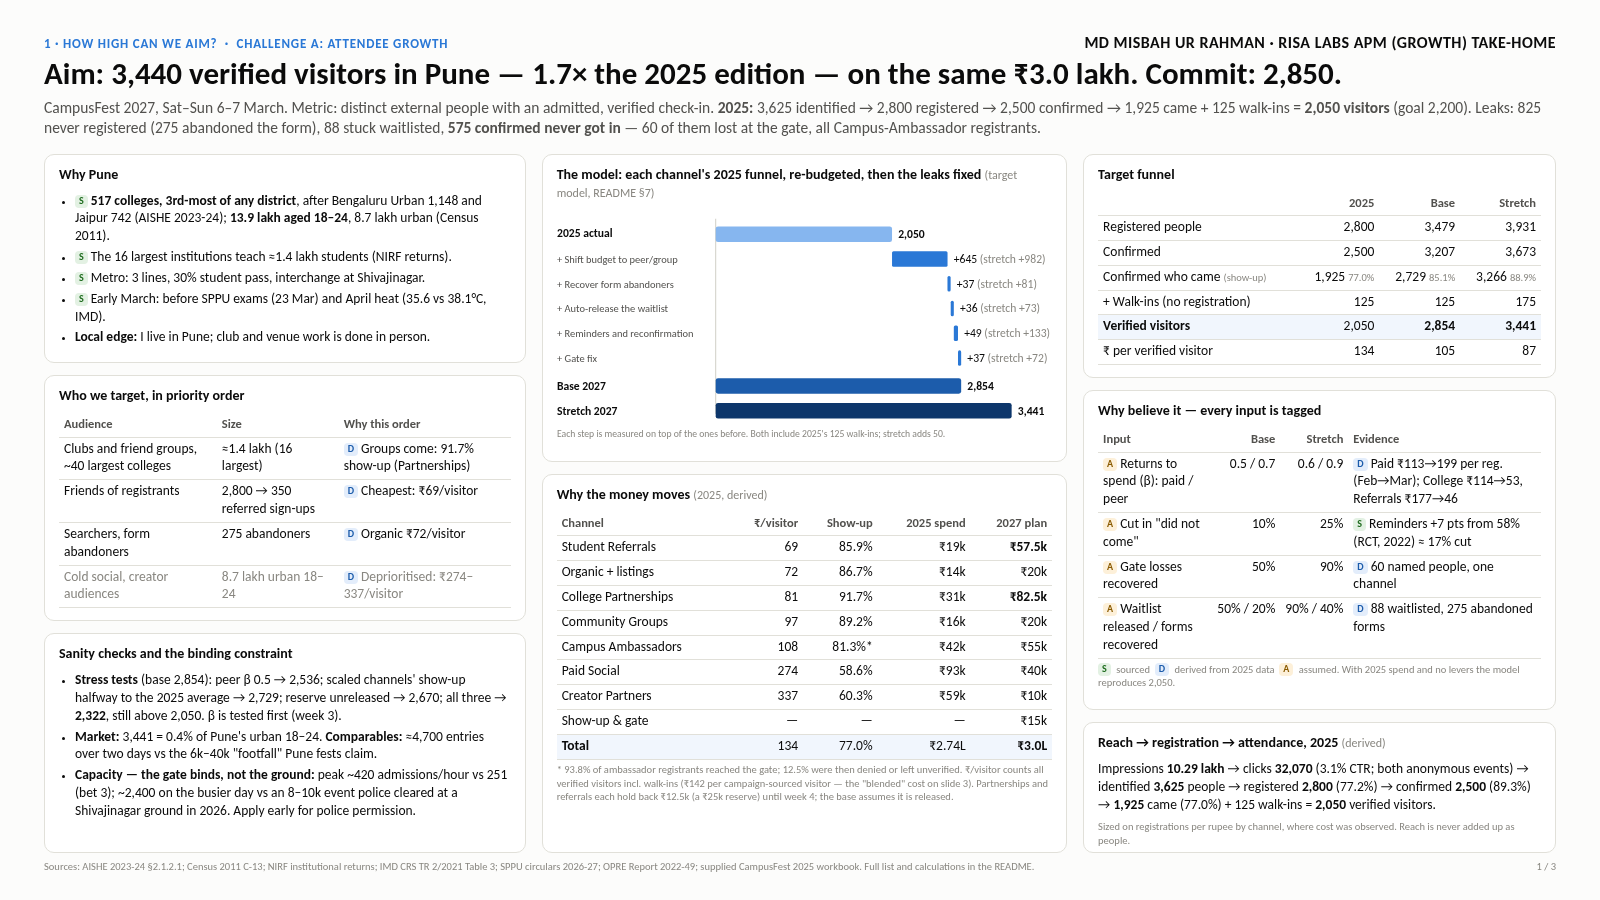 1 · HOW HIGH CAN WE AIM? · CHALLENGE A: ATTENDEE GROWTH
MD MISBAH UR RAHMAN · RISA LABS APM (GROWTH) TAKE-HOME
Aim: 3,440 verified visitors in Pune — 1.7× the 2025 edition — on the same ₹3.0 lakh. Commit: 2,850.
CampusFest 2027, Sat–Sun 6–7 March. Metric: distinct external people with an admitted, verified check-in. 2025: 3,625 identified → 2,800 registered → 2,500 confirmed → 1,925 came + 125 walk-ins = 2,050 visitors (goal 2,200). Leaks: 825
never registered (275 abandoned the form), 88 stuck waitlisted, 575 confirmed never got in — 60 of them lost at the gate, all Campus-Ambassador registrants.
Why Pune
• S 517 colleges, 3rd-most of any district, after Bengaluru Urban 1,148 and
Jaipur 742 (AISHE 2023-24); 13.9 lakh aged 18–24, 8.7 lakh urban (Census
2011).
• S The 16 largest institutions teach ≈1.4 lakh students (NIRF returns).
• S Metro: 3 lines, 30% student pass, interchange at Shivajinagar.
• S Early March: before SPPU exams (23 Mar) and April heat (35.6 vs 38.1°C,
IMD).
• Local edge: I live in Pune; club and venue work is done in person.
Who we target, in priority order
Audience Size Why this order
Clubs and friend groups, ≈1.4 lakh (16 D Groups come: 91.7%
~40 largest colleges largest) show-up (Partnerships)
Friends of registrants 2,800 → 350 D Cheapest: ₹69/visitor
referred sign-ups
Searchers, form 275 abandoners D Organic ₹72/visitor
abandoners
Cold social, creator 8.7 lakh urban 18– D Deprioritised: ₹274–
audiences 24 337/visitor
Sanity checks and the binding constraint
• Stress tests (base 2,854): peer β 0.5 → 2,536; scaled channels' show-up
halfway to the 2025 average → 2,729; reserve unreleased → 2,670; all three →
2,322, still above 2,050. β is tested first (week 3).
• Market: 3,441 = 0.4% of Pune's urban 18–24. Comparables: ≈4,700 entries
over two days vs the 6k–40k "footfall" Pune fests claim.
• Capacity — the gate binds, not the ground: peak ~420 admissions/hour vs 251
(bet 3); ~2,400 on the busier day vs an 8–10k event police cleared at a
Shivajinagar ground in 2026. Apply early for police permission.
The model: each channel's 2025 funnel, re-budgeted, then the leaks fixed (target
model, README §7)
2025 actual 2,050
+ Shift budget to peer/group +645 (stretch +982)
+ Recover form abandoners +37 (stretch +81)
+ Auto-release the waitlist +36 (stretch +73)
+ Reminders and reconfirmation +49 (stretch +133)
+ Gate fix +37 (stretch +72)
Base 2027 2,854
Stretch 2027 3,441
Each step is measured on top of the ones before. Both include 2025's 125 walk-ins; stretch adds 50.
Why the money moves (2025, derived)
Channel ₹/visitor Show-up 2025 spend 2027 plan
Student Referrals 69 85.9% ₹19k ₹57.5k
Organic + listings 72 86.7% ₹14k ₹20k
College Partnerships 81 91.7% ₹31k ₹82.5k
Community Groups 97 89.2% ₹16k ₹20k
Campus Ambassadors 108 81.3%* ₹42k ₹55k
Paid Social 274 58.6% ₹93k ₹40k
Creator Partners 337 60.3% ₹59k ₹10k
Show-up & gate — — — ₹15k
Total 134 77.0% ₹2.74L ₹3.0L
* 93.8% of ambassador registrants reached the gate; 12.5% were then denied or left unverified. ₹/visitor counts all
verified visitors incl. walk-ins (₹142 per campaign-sourced visitor — the "blended" cost on slide 3). Partnerships and
referrals each hold back ₹12.5k (a ₹25k reserve) until week 4; the base assumes it is released.
Target funnel
2025 Base Stretch
Registered people 2,800 3,479 3,931
Confirmed 2,500 3,207 3,673
Confirmed who came (show-up) 1,925 77.0% 2,729 85.1% 3,266 88.9%
+ Walk-ins (no registration) 125 125 175
Verified visitors 2,050 2,854 3,441
₹ per verified visitor 134 105 87
Why believe it — every input is tagged
Input Base Stretch Evidence
A Returns to 0.5 / 0.7 0.6 / 0.9 D Paid ₹113→199 per reg.
spend (β): paid / (Feb→Mar); College ₹114→53,
peer Referrals ₹177→46
A Cut in "did not 10% 25% S Reminders +7 pts from 58%
come" (RCT, 2022) ≈ 17% cut
A Gate losses 50% 90% D 60 named people, one
recovered channel
A Waitlist 50% / 20% 90% / 40% D 88 waitlisted, 275 abandoned
released / forms forms
recovered
S sourced D derived from 2025 data A assumed. With 2025 spend and no levers the model
reproduces 2,050.
Reach → registration → attendance, 2025 (derived)
Impressions 10.29 lakh → clicks 32,070 (3.1% CTR; both anonymous events) →
identified 3,625 people → registered 2,800 (77.2%) → confirmed 2,500 (89.3%)
→ 1,925 came (77.0%) + 125 walk-ins = 2,050 verified visitors.
Sized on registrations per rupee by channel, where cost was observed. Reach is never added up as
people.
Sources: AISHE 2023-24 §2.1.2.1; Census 2011 C-13; NIRF institutional returns; IMD CRS TR 2/2021 Table 3; SPPU circulars 2026-27; OPRE Report 2022-49; supplied CampusFest 2025 workbook. Full list and calculations in the README.
1 / 3